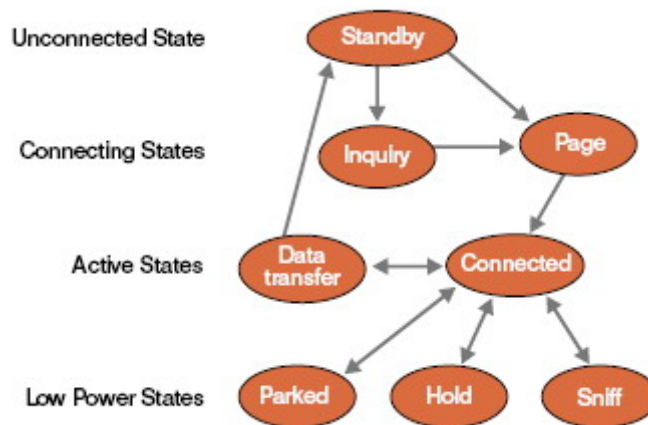 Unconnected State
Standby
Connecting States
Inquiry
Page
Active States
Data
transfer
Connected
Low Power States
Parked
Hold
Sniff